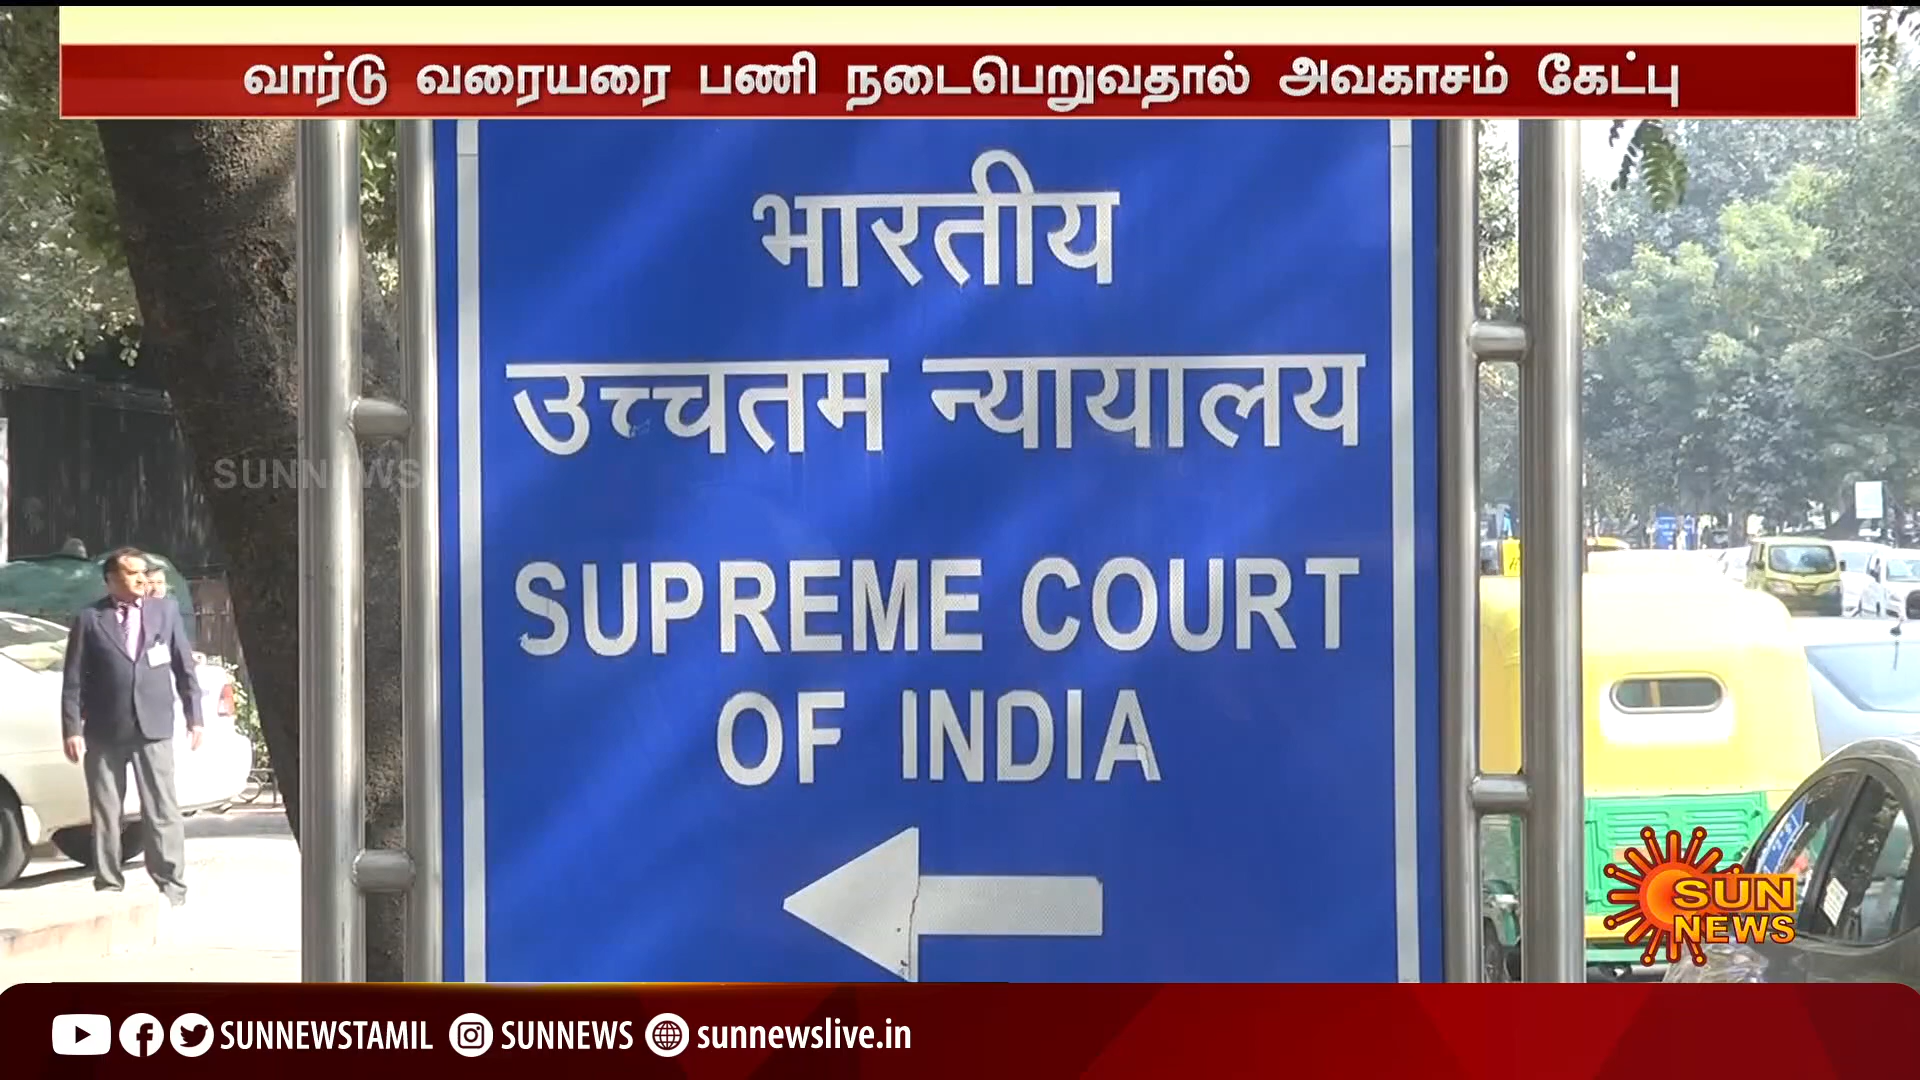 வார்டு வரையரை பணி நடைபெறுவதால் அவகாசம் கேட்பு
भारतीय
उच्चतम न्यायालय
SUNNEWS
SUPREME COURT
OF INDIA
SUN
NEWS
SUNNEWSTAMIL SUNNEWS sunnewslive.in